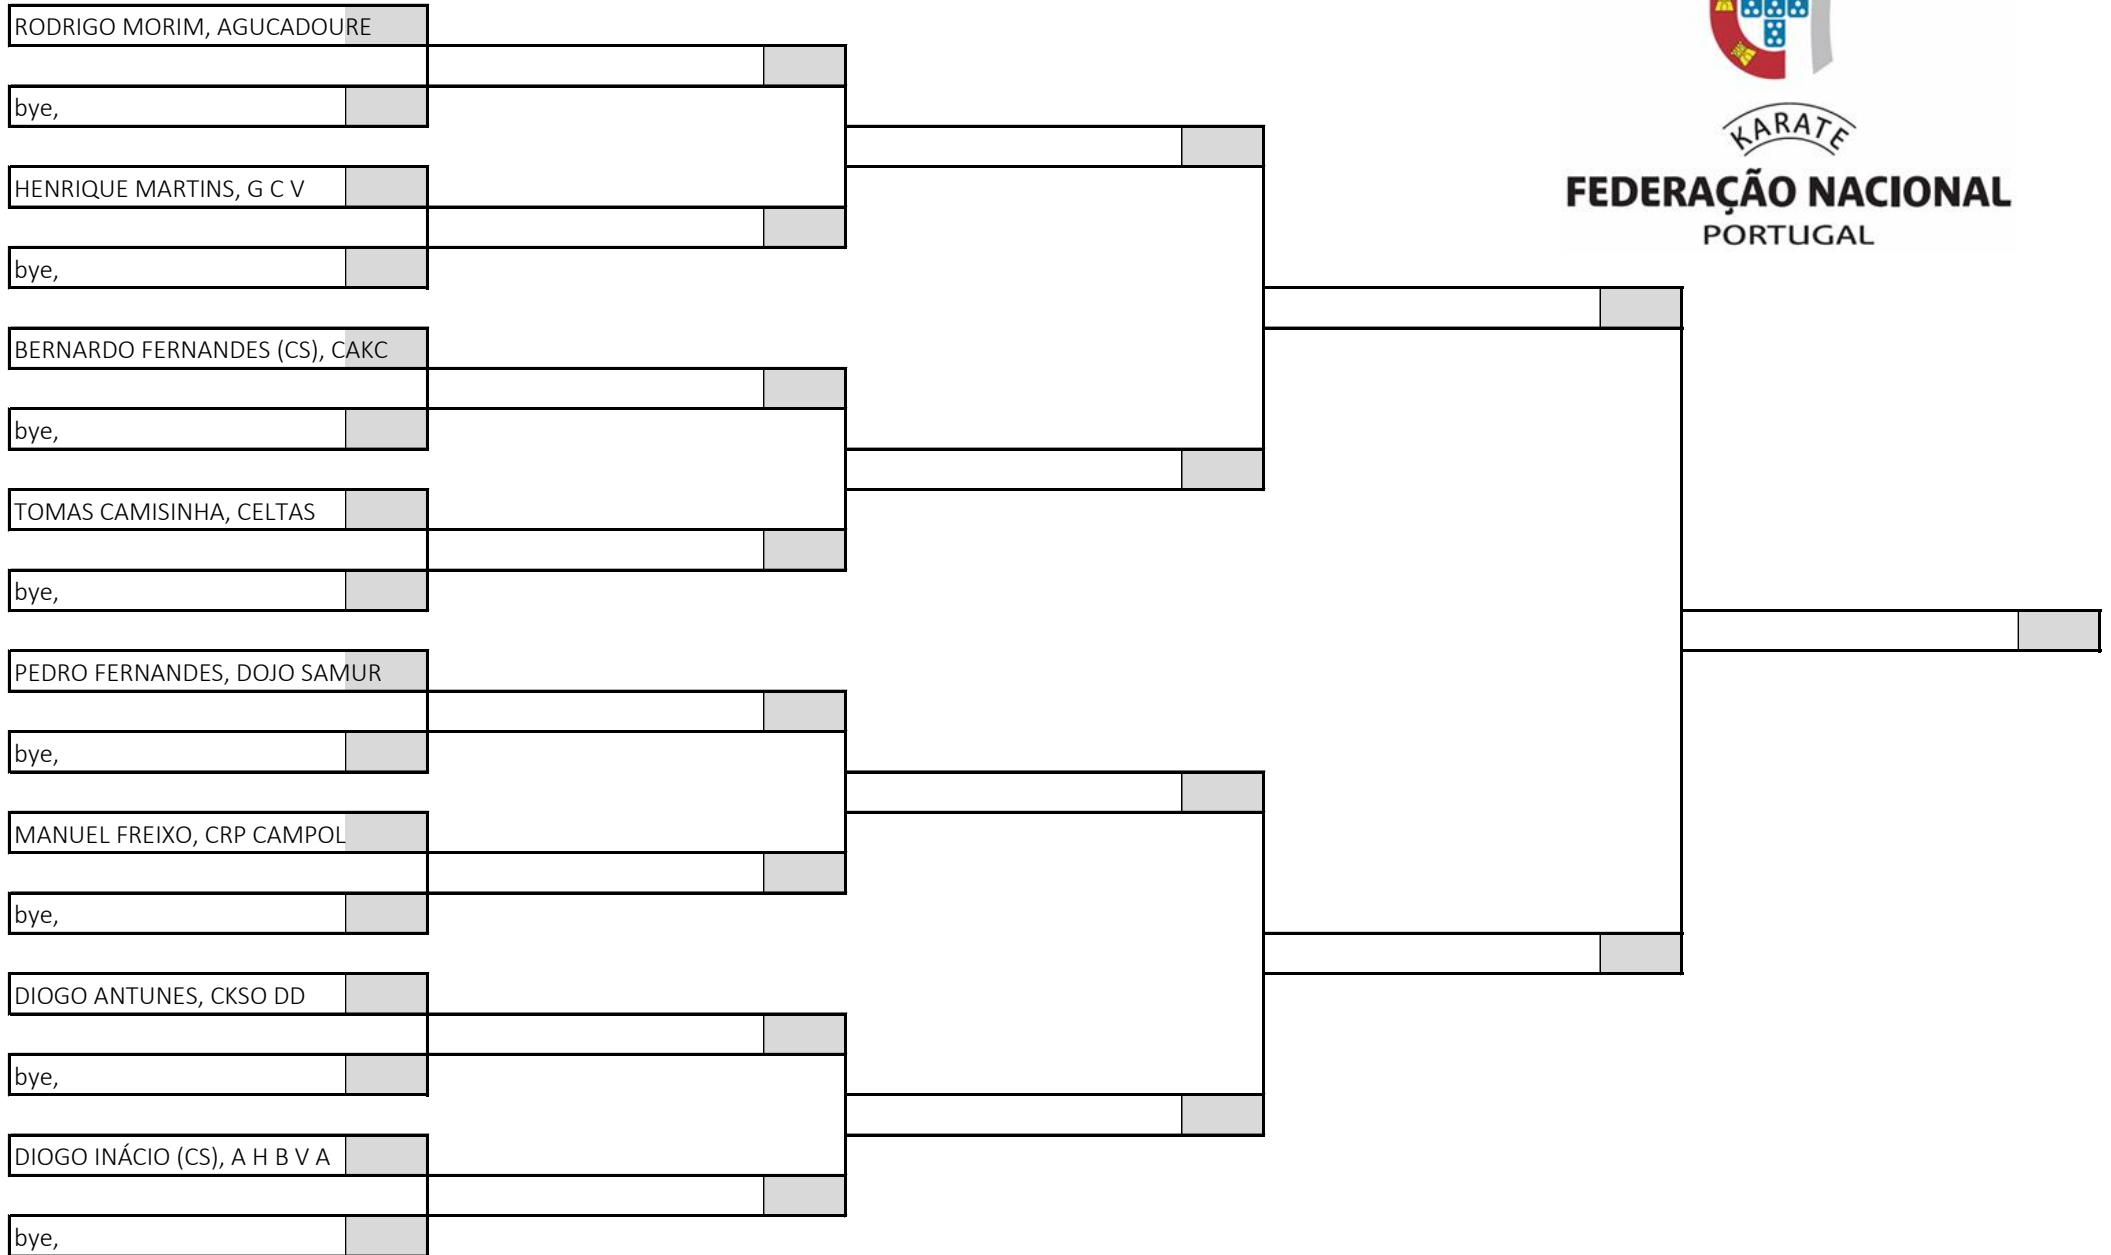 RODRIGO MORIM, AGUCADOURE
bye,
HENRIQUE MARTINS, G C V
bye,
BERNARDO FERNANDES (CS), CAKC
bye,
TOMAS CAMISINHA, CELTAS
bye,
PEDRO FERNANDES, DOJO SAMUR
bye,
MANUEL FREIXO, CRP CAMPOL
bye,
DIOGO ANTUNES, CKSO DD
bye,
DIOGO INÁCIO (CS), A H B V A
bye,
KARATE
FEDERAÇÃO NACIONAL
PORTUGAL